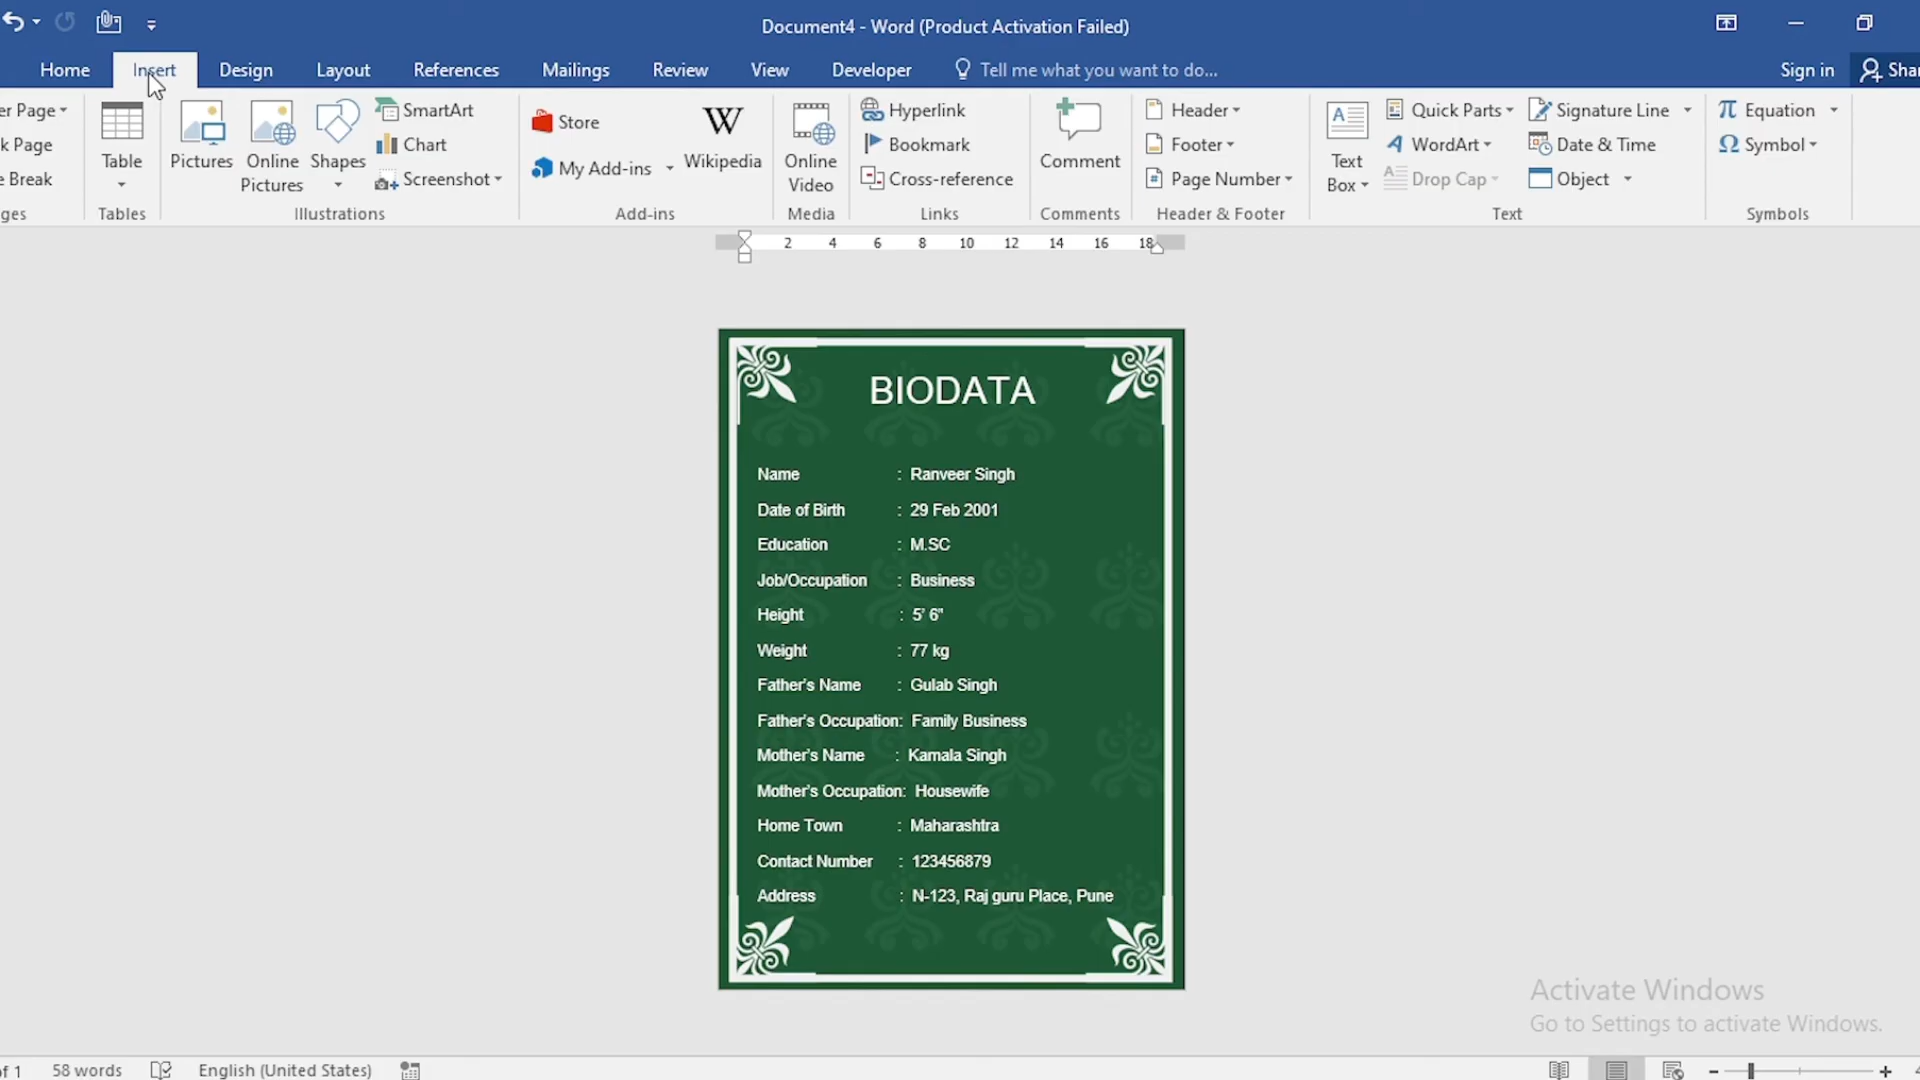 Document4 - Word (Product Activation Failed)
Home Insert Design Layout References Mailings Review View Developer Tell me what you want to do... Sign in
Table
Tables
Pictures
Online Pictures
Shapes
SmartArt
Chart
Screenshot
Illustrations
Store
My Add-ins
Wikipedia
Add-ins
Online Video
Media
Hyperlink
Bookmark
Cross-reference
Links
Comment
Comments
Header
Footer
Page Number
Header & Footer
Text Box
Quick Parts
WordArt
Drop Cap
Signature Line
Date & Time
Object
Text
Equation
Symbol
Symbols
2 4 6 8 10 12 14 16 18
BIODATA
Name : Ranveer Singh
Date of Birth : 29 Feb 2001
Education : M.SC
Job/Occupation : Business
Height : 5' 6"
Weight : 77 kg
Father's Name : Gulab Singh
Father's Occupation: Family Business
Mother's Name : Kamala Singh
Mother's Occupation: Housewife
Home Town : Maharashtra
Contact Number : 123456879
Address : N-123, Raj guru Place, Pune
Activate Windows
Go to Settings to activate Windows.
of 1 58 words English (United States)